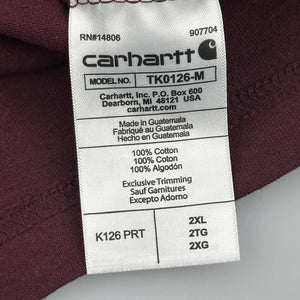 RN#14806 907704
carhartt
MODEL NO. TK0126-M
Carhartt, Inc. P.O. Box 600
Dearborn, MI 48121 USA
carhartt.com
Made in Guatemala
Fabriqué au Guatemala
Hecho en Guatemala
100% Cotton
100% Coton
100% Algodón
Exclusive Trimming
Sauf Garnitures
Excepto Adorno
K126 PRT
2XL
2TG
2XG